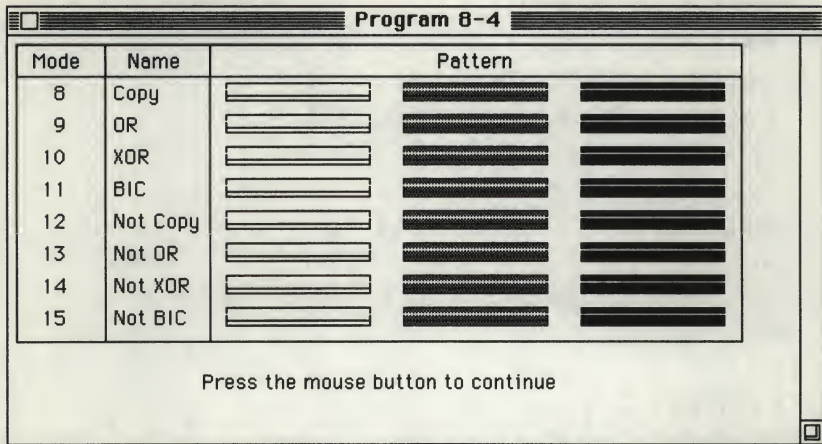 Program 8-4
Mode Name Pattern
8 Copy
9 OR
10 XOR
11 BIC
12 Not Copy
13 Not OR
14 Not XOR
15 Not BIC
Press the mouse button to continue